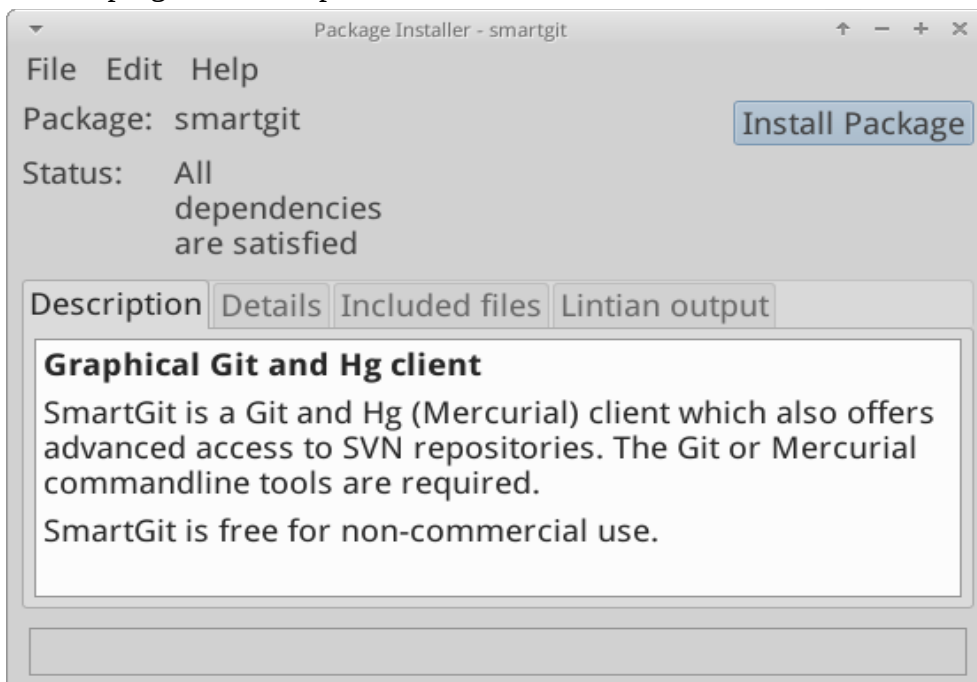 Package Installer - smartgit
File Edit Help
Package: smartgit
Install Package
Status: All
dependencies
are satisfied
Description Details Included files Lintian output
Graphical Git and Hg client
SmartGit is a Git and Hg (Mercurial) client which also offers
advanced access to SVN repositories. The Git or Mercurial
commandline tools are required.
SmartGit is free for non-commercial use.